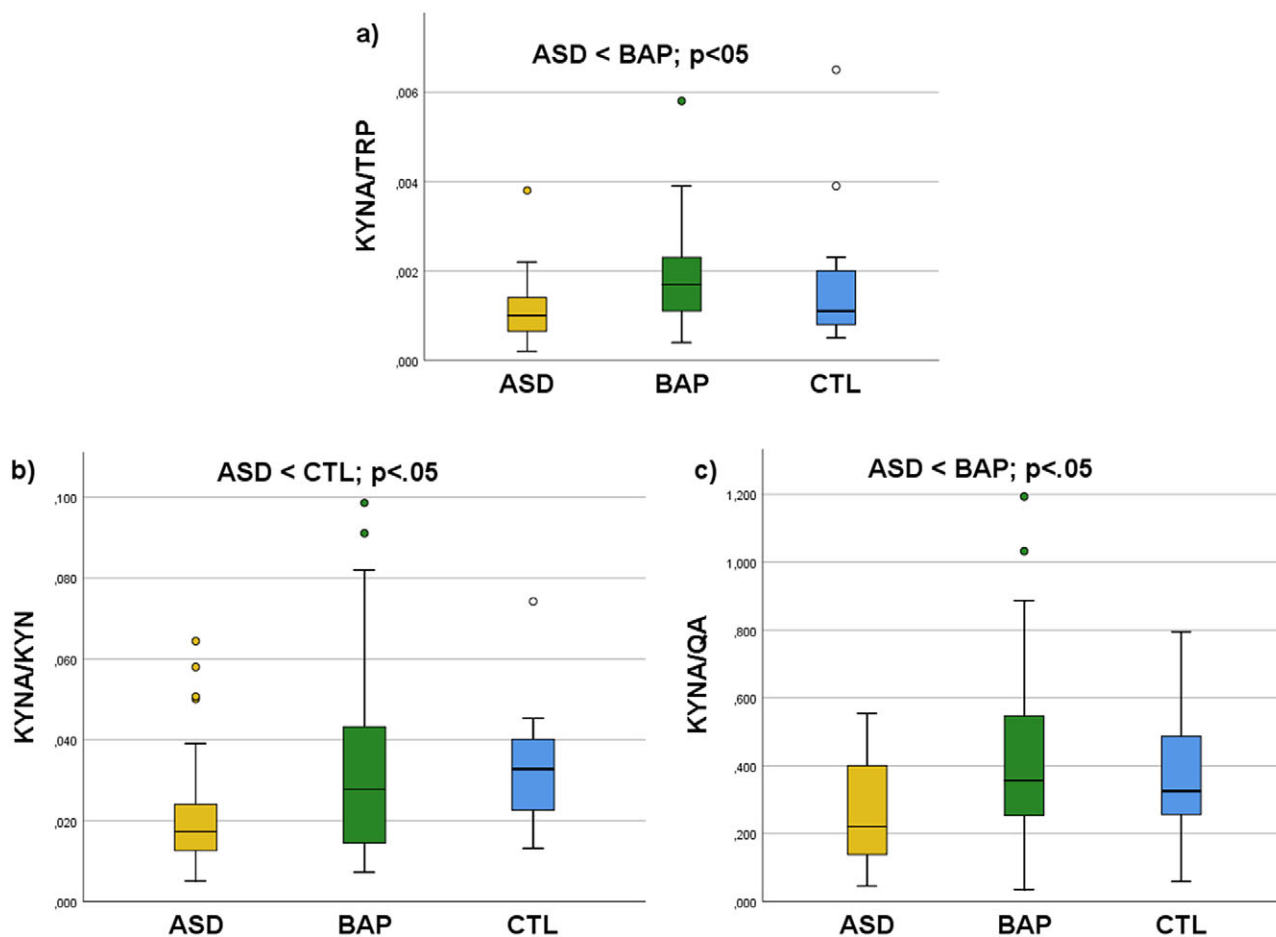 a)
ASD < BAP; p<05
KYNA/TRP
,006
,004
,002
,000
ASD BAP CTL
b)
ASD < CTL; p<.05
KYNA/KYN
,100
,080
,060
,040
,020
,000
ASD BAP CTL
c)
ASD < BAP; p<.05
KYNA/QA
1,200
1,000
,800
,600
,400
,200
,000
ASD BAP CTL